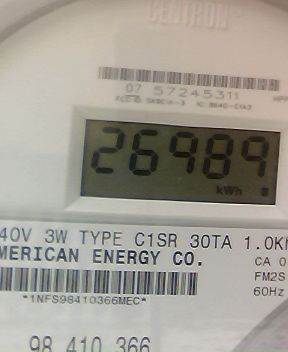 CENTRON
07 57245311
26989
kWh
40V 3W TYPE C1SR 30TA 1.0K
MERICAN ENERGY CO.
CA 0
FM2S
60Hz
*1NFS98410366MEC*
98 410 366